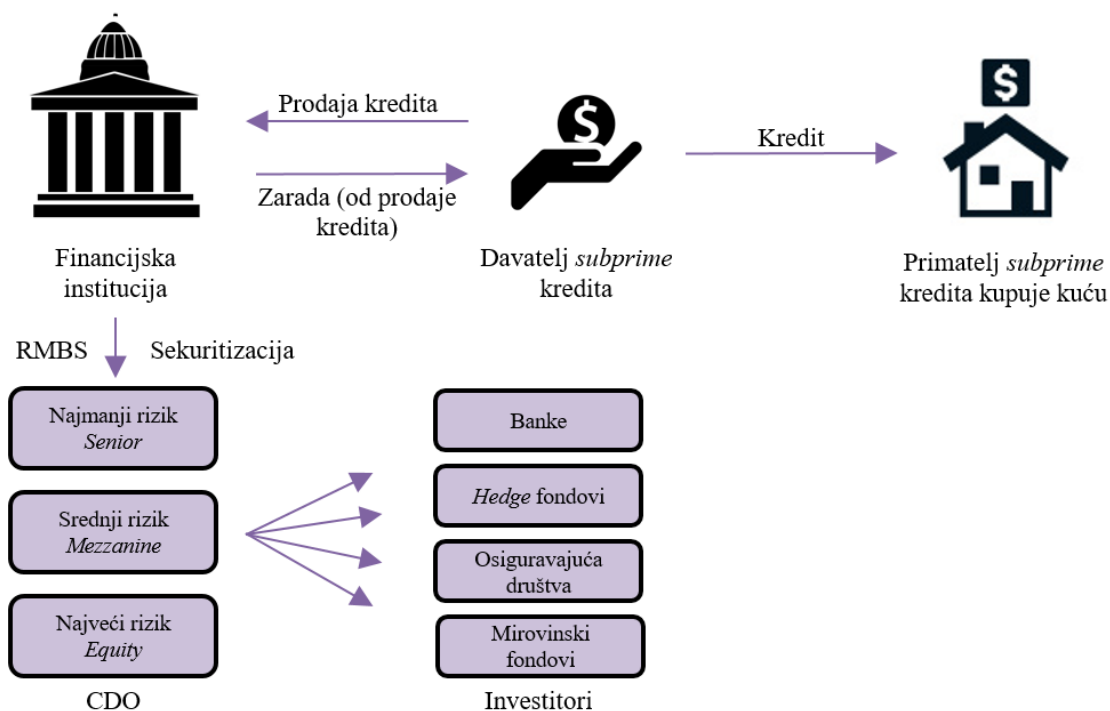 Prodaja kredita
Zarada (od prodaje
kredita)
Kredit
Financijska
institucija
Davatelj subprime
kredita
Primatelj subprime
kredita kupuje kuću
RMBS
Sekuritizacija
Najmanji rizik
Senior
Srednji rizik
Mezzanine
Najveći rizik
Equity
CDO
Banke
Hedge fondovi
Osiguravajuća
društva
Mirovinski
fondovi
Investitori